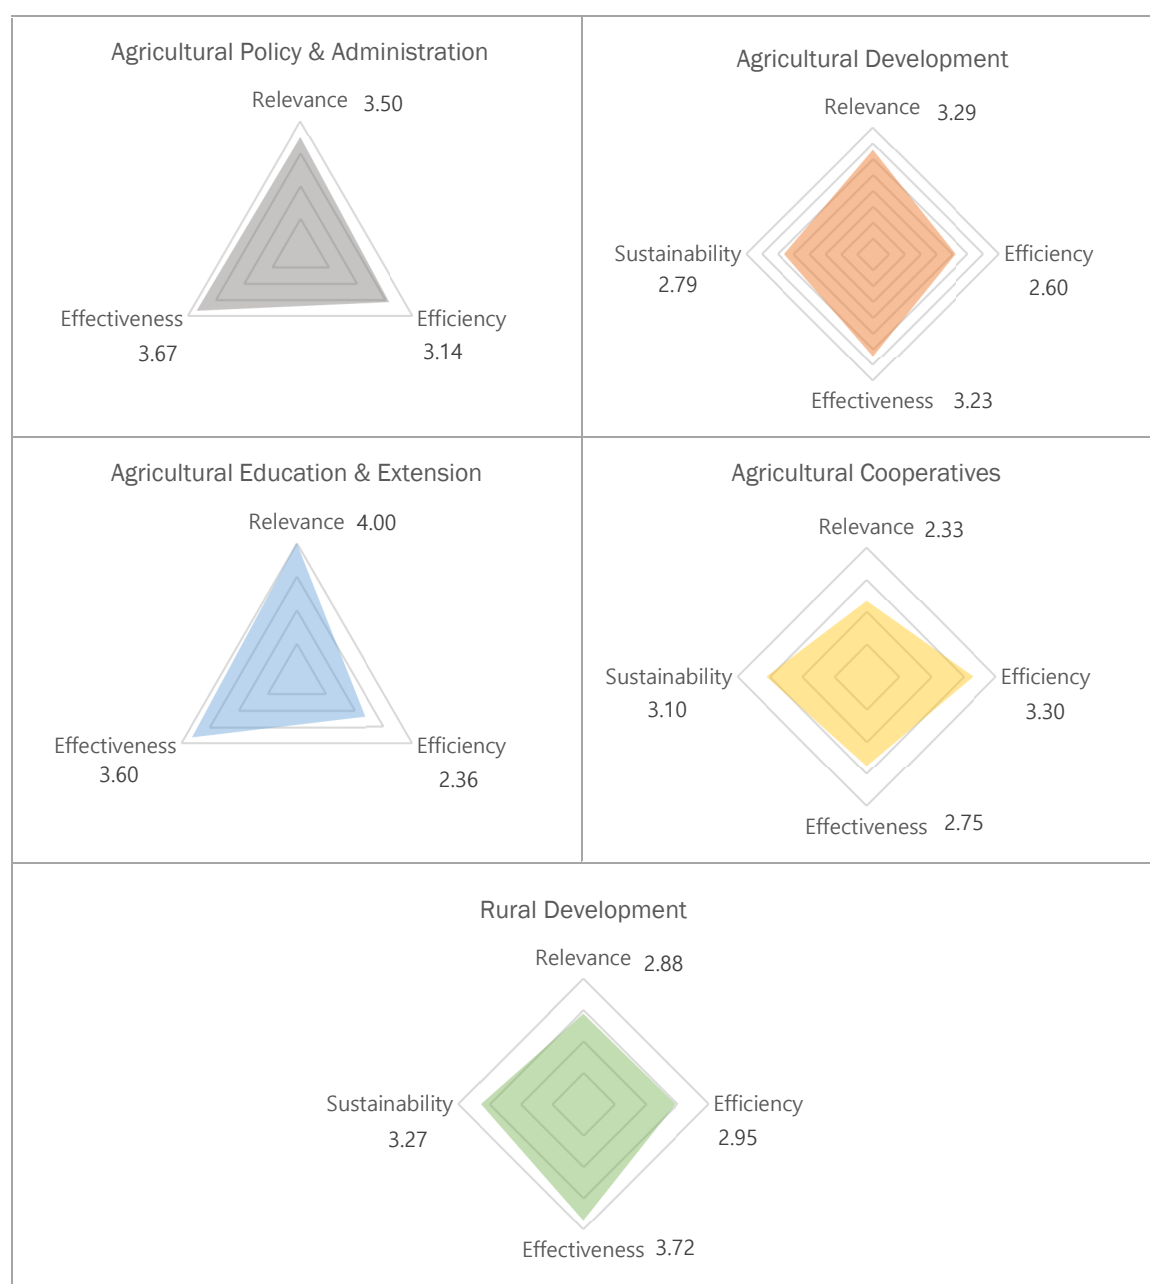 Agricultural Policy & Administration
Relevance 3.50
Effectiveness
3.67
Efficiency
3.14
Agricultural Development
Relevance 3.29
Sustainability
2.79
Efficiency
2.60
Effectiveness 3.23
Agricultural Education & Extension
Relevance 4.00
Effectiveness
3.60
Efficiency
2.36
Agricultural Cooperatives
Relevance 2.33
Sustainability
3.10
Efficiency
3.30
Effectiveness 2.75
Rural Development
Relevance 2.88
Sustainability
3.27
Efficiency
2.95
Effectiveness 3.72